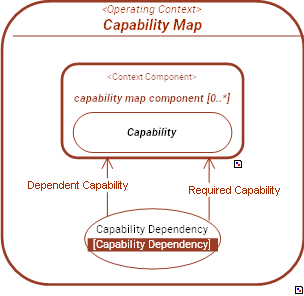 <Operating Context>
Capability Map
<Context Component>
capability map component [0..*]
Capability
Dependent Capability
Required Capability
Capability Dependency
[Capability Dependency]